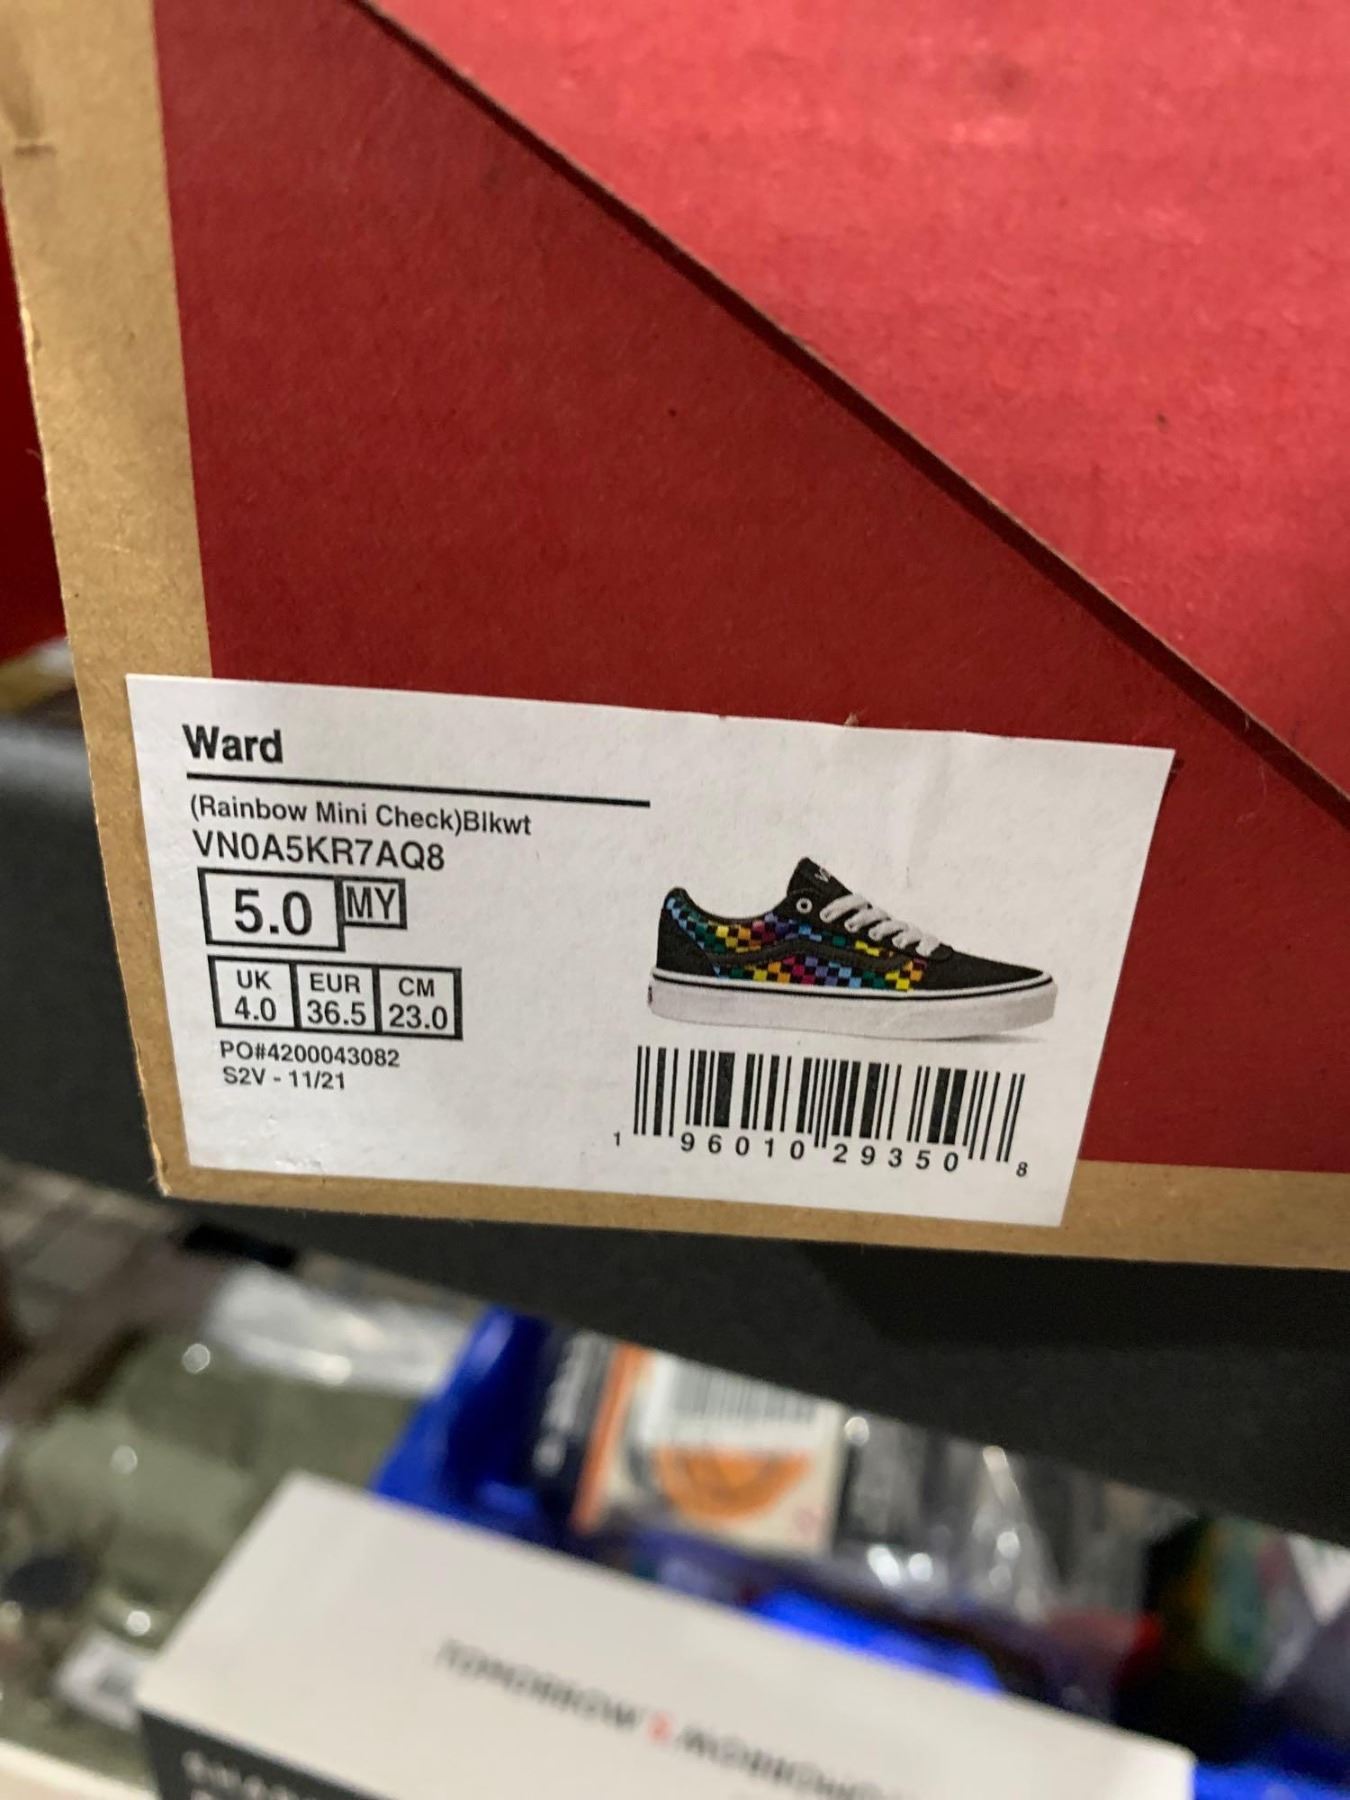 Ward
(Rainbow Mini Check)Blkwt
VN0A5KR7AQ8
5.0 MY
UK EUR CM
4.0 36.5 23.0
PO#4200043082
S2V - 11/21
1 96010 29350 8
TOMORROW